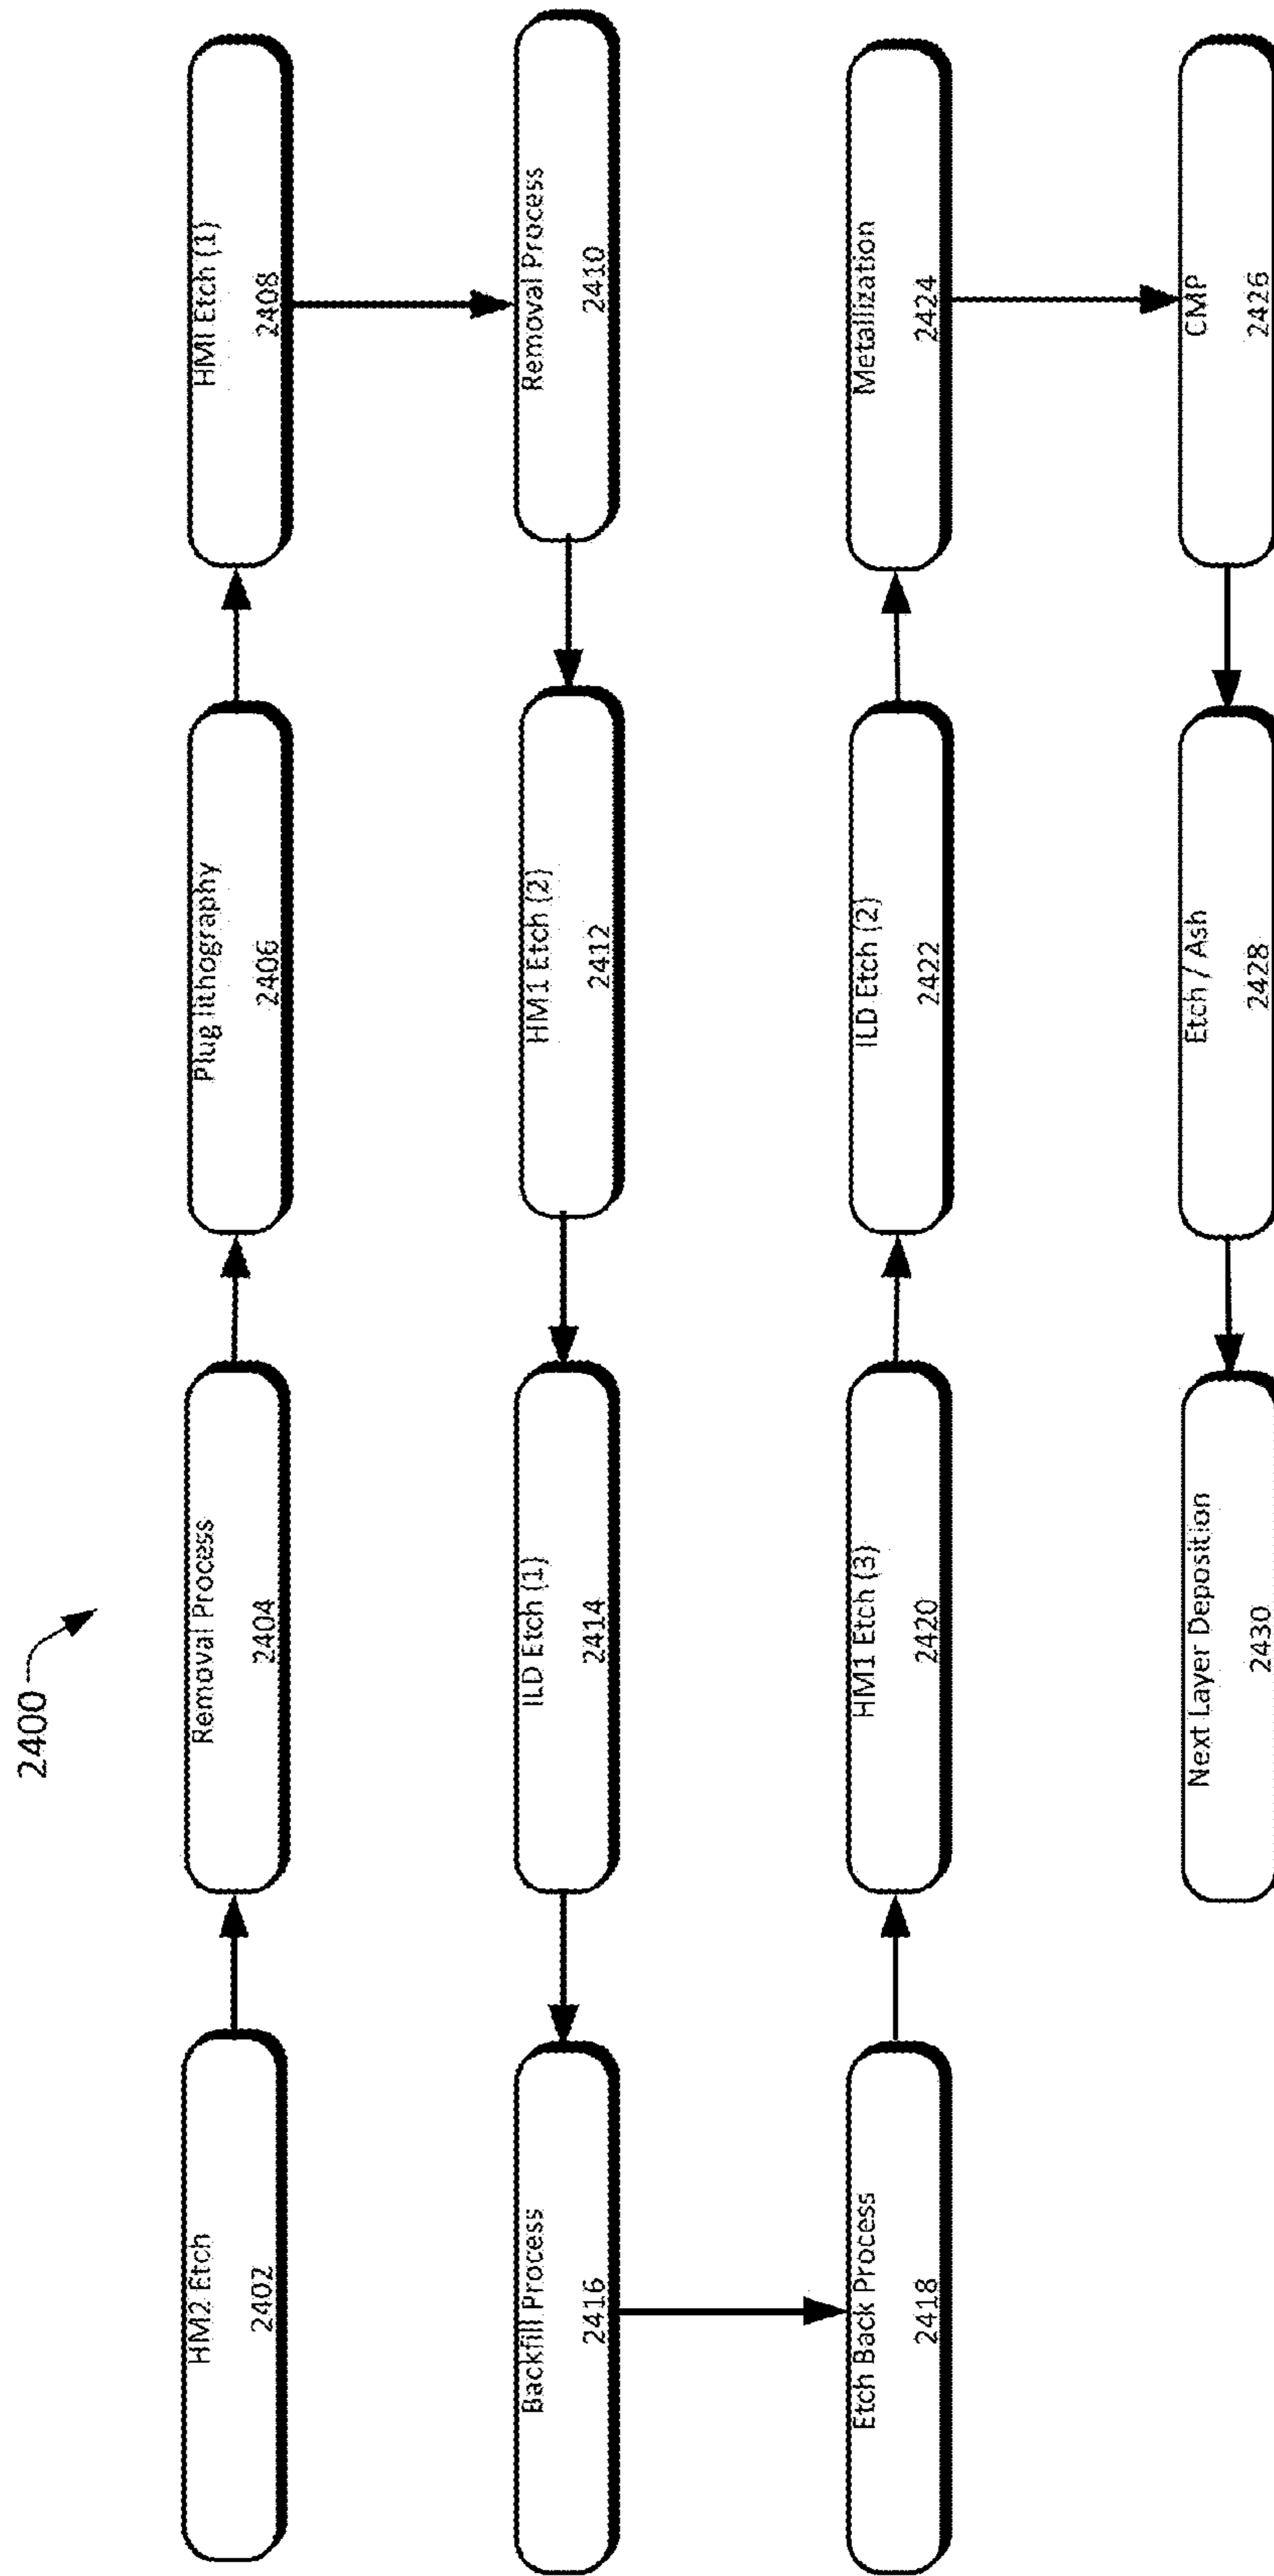 2400
HM2 Etch
2402
Removal Process
2404
Plug lithography
2406
HM1 Etch (1)
2408
Removal Process
2410
HM1 Etch (2)
2412
ILD Etch (1)
2414
Backfill Process
2416
Etch Back Process
2418
HM1 Etch (3)
2420
ILD Etch (2)
2422
Metallization
2424
CMP
2426
Etch / Ash
2428
Next Layer Deposition
2430